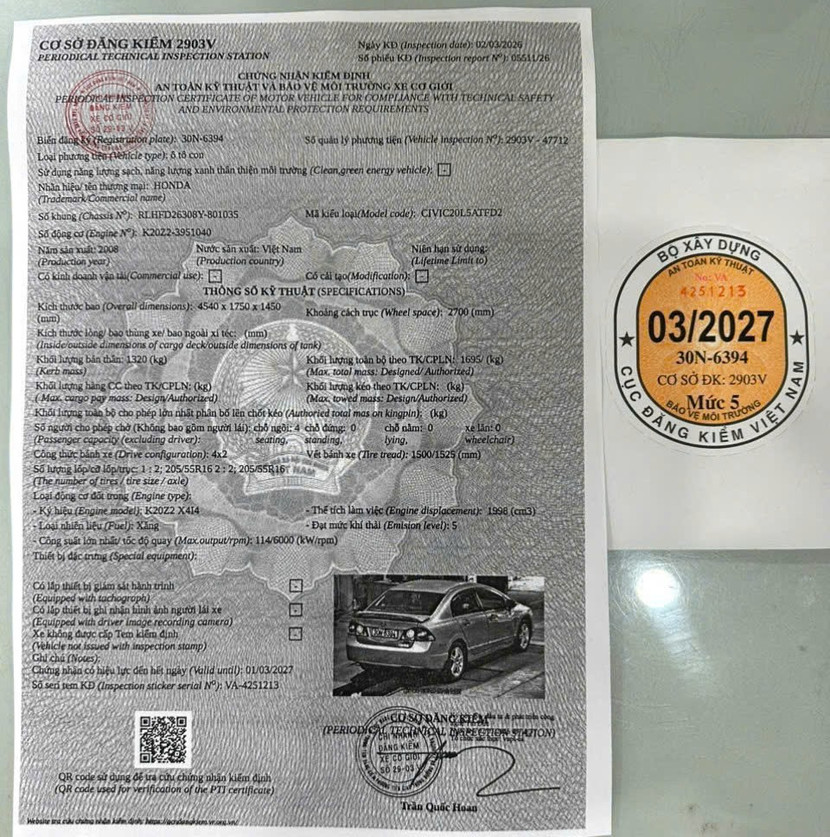 CƠ SỞ ĐĂNG KIỂM 2903V
PERIODICAL TECHNICAL INSPECTION STATION
Ngày KĐ (Inspection date): 02/03/2026
Số phiếu KĐ (Inspection report Nº): 05511/26
CHỨNG NHẬN KIỂM ĐỊNH
AN TOÀN KỸ THUẬT VÀ BẢO VỆ MÔI TRƯỜNG XE CƠ GIỚI
PERIODICAL INSPECTION CERTIFICATE OF MOTOR VEHICLE FOR COMPLIANCE WITH TECHNICAL SAFETY
AND ENVIRONMENTAL PROTECTION REQUIREMENTS
ĐĂNG KIỂM
XE CƠ GIỚI
Biển đăng ký (Registration plate): 30N-6394
Số quản lý phương tiện (Vehicle inspection Nº): 2903V - 47712
Loại phương tiện (Vehicle type): ô tô con
Sử dụng năng lượng sạch, năng lượng xanh thân thiện môi trường (Clean,green energy vehicle): -
Nhãn hiệu/ tên thương mại: HONDA
(Trademark/Commercial name)
Số khung (Chassis Nº): RLHFD26308Y-801035
Mã kiểu loại(Model code): CIVIC20L5ATFD2
Số động cơ (Engine Nº): K20Z2-3951040
Năm sản xuất: 2008
Nước sản xuất: Việt Nam
Niên hạn sử dụng:
(Production year)
(Production country)
(Lifetime Limit to)
Có kinh doanh vận tải(Commercial use): -
Có cải tạo(Modification): -
THÔNG SỐ KỸ THUẬT (SPECIFICATIONS)
Kích thước bao (Overall dimensions): 4540 x 1750 x 1450
(mm)
Khoảng cách trục (Wheel space): 2700 (mm)
Kích thước lòng/ bao thùng xe/ bao ngoài xi téc: (mm)
(Inside/outside dimensions of cargo deck/outside dimensions of tank)
Khối lượng bản thân: 1320 (kg)
(Kerb mass)
Khối lượng toàn bộ theo TK/CPLN: 1695/ (kg)
(Max. total mass: Designed/ Authorized)
Khối lượng hàng CC theo TK/CPLN: (kg)
( Max. cargo pay mass: Design/Authorized)
Khối lượng kéo theo TK/CPLN: (kg)
(Max. towed mass: Design/Authorized)
Khối lượng toàn bộ cho phép lớn nhất phân bố lên chốt kéo (Authoried total mas on kingpin): (kg)
Số người cho phép chở (Không bao gồm người lái): chỗ ngồi: 4 chỗ đứng: 0 chỗ nằm: 0 xe lăn: 0
(Passenger capacity (excluding driver): seating, standing, lying, wheelchair)
Công thức bánh xe (Drive configuration): 4x2
Vết bánh xe (Tire tread): 1500/1525 (mm)
Số lượng lốp/cỡ lốp/trục: 1 : 2; 205/55R16 2 : 2; 205/55R16
(The number of tires / tire size / axle)
Loại động cơ đốt trong (Engine type):
- Ký hiệu (Engine model): K20Z2 X4I4
- Thể tích làm việc (Engine displacement): 1998 (cm3)
- Loại nhiên liệu (Fuel): Xăng
- Đạt mức khí thải (Emision level): 5
- Công suất lớn nhất/ tốc độ quay (Max.output/rpm): 114/6000 (kW/rpm)
Thiết bị đặc trưng (Special equipment):
Có lắp thiết bị giám sát hành trình -
(Equipped with tachograph)
Có lắp thiết bị ghi nhận hình ảnh người lái xe -
(Equipped with driver image recording camera)
Xe không được cấp Tem kiểm định -
(Vehicle not issued with inspection stamp)
Ghi chú (Notes):
Chứng nhận có hiệu lực đến hết ngày (Valid until): 01/03/2027
Số seri tem KĐ (Inspection sticker serial Nº): VA-4251213
CƠ SỞ ĐĂNG KIỂM
(PERIODICAL TECHNICAL INSPECTION STATION)
CHI NHÁNH
ĐĂNG KIỂM
XE CƠ GIỚI
Trần Quốc Hoan
QR code sử dụng để tra cứu chứng nhận kiểm định
(QR code used for verification of the PTI certificate)
BỘ XÂY DỰNG
AN TOÀN KỸ THUẬT
No: VA
4251213
03/2027
30N-6394
CƠ SỞ ĐK: 2903V
Mức 5
BẢO VỆ MÔI TRƯỜNG
CỤC ĐĂNG KIỂM VIỆT NAM